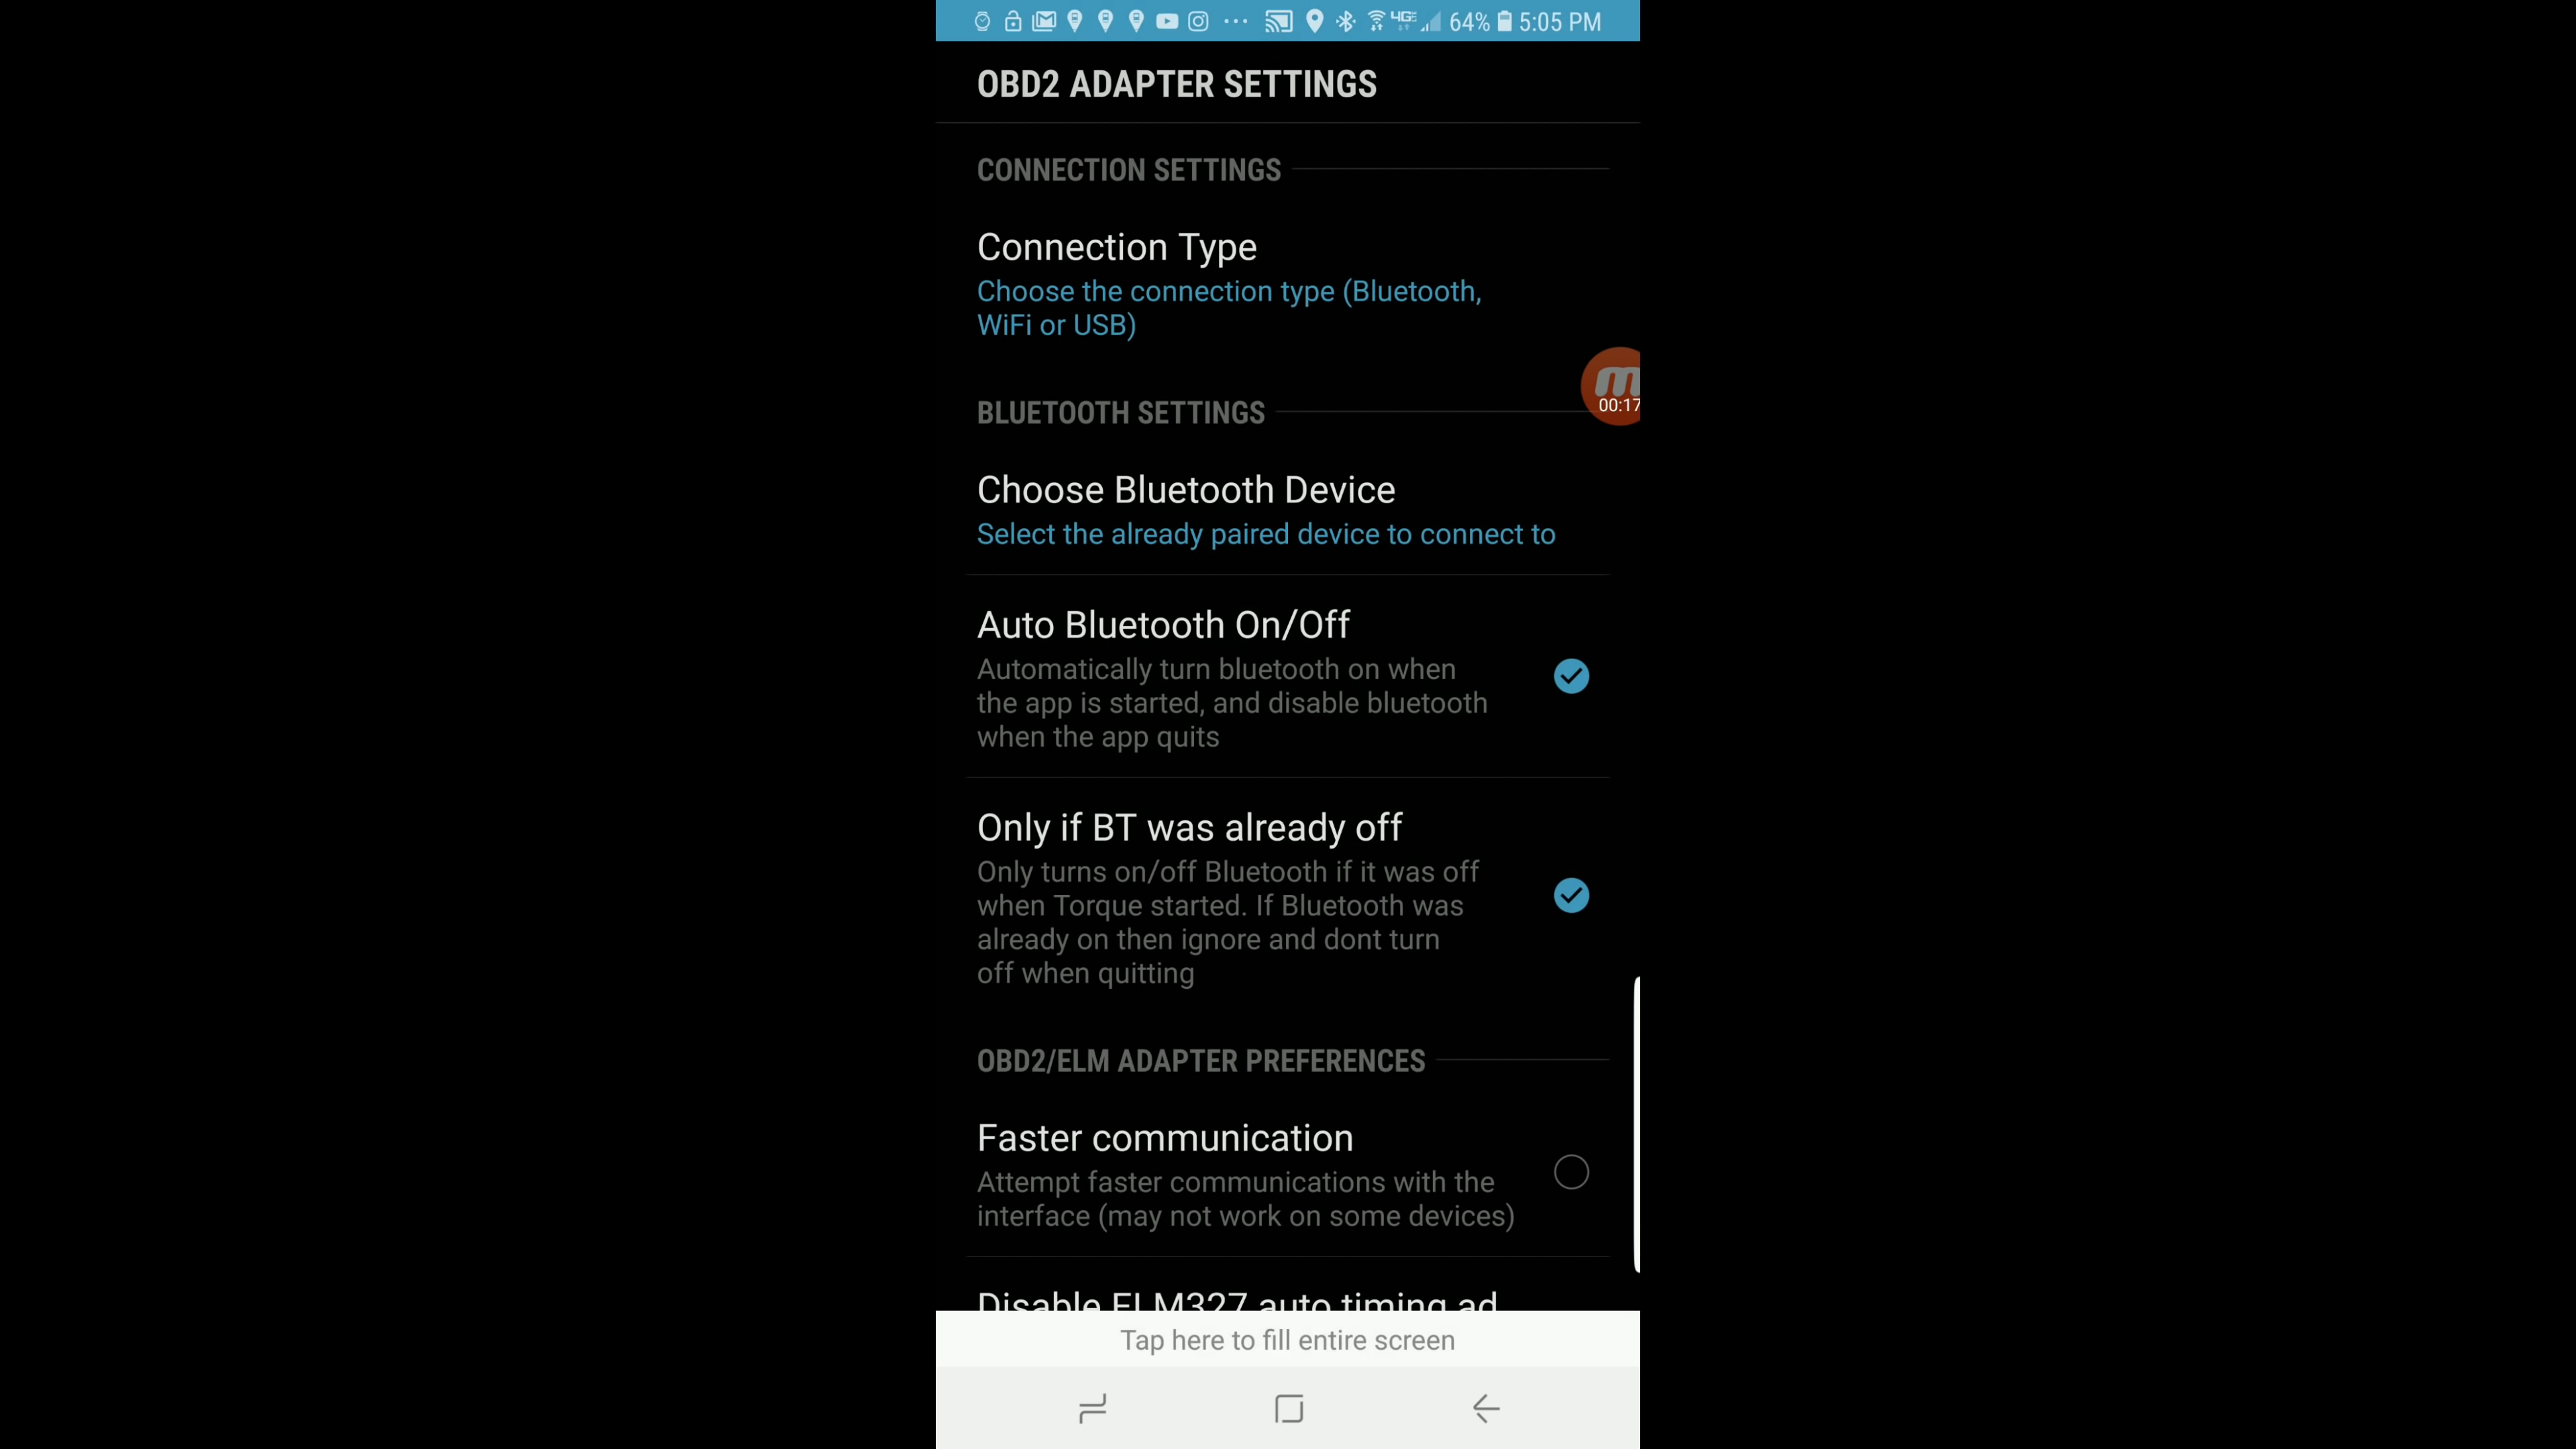 64% 5:05 PM
OBD2 ADAPTER SETTINGS
CONNECTION SETTINGS
Connection Type
Choose the connection type (Bluetooth,
WiFi or USB)
00:17
BLUETOOTH SETTINGS
Choose Bluetooth Device
Select the already paired device to connect to
Auto Bluetooth On/Off
Automatically turn bluetooth on when
the app is started, and disable bluetooth
when the app quits
Only if BT was already off
Only turns on/off Bluetooth if it was off
when Torque started. If Bluetooth was
already on then ignore and dont turn
off when quitting
OBD2/ELM ADAPTER PREFERENCES
Faster communication
Attempt faster communications with the
interface (may not work on some devices)
Disable ELM327 auto timing ad
Tap here to fill entire screen